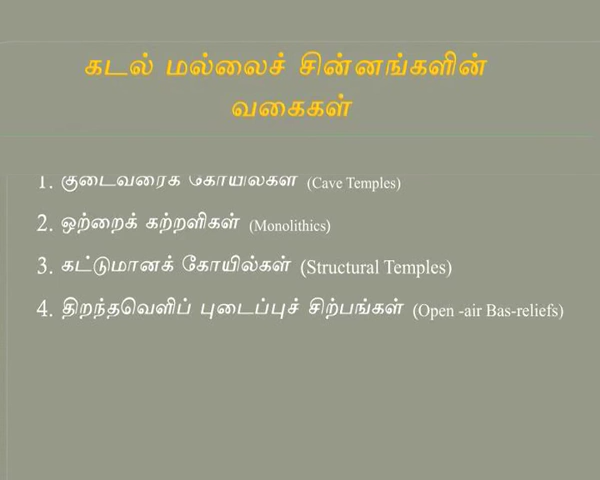 கடல் மல்லைச் சின்னங்களின்
வகைகள்
1. குடைவரைக் கோயில்கள் (Cave Temples)
2. ஒற்றைக் கற்றளிகள் (Monolithics)
3. கட்டுமானக் கோயில்கள் (Structural Temples)
4. திறந்தவெளிப் புடைப்புச் சிற்பங்கள் (Open -air Bas-reliefs)